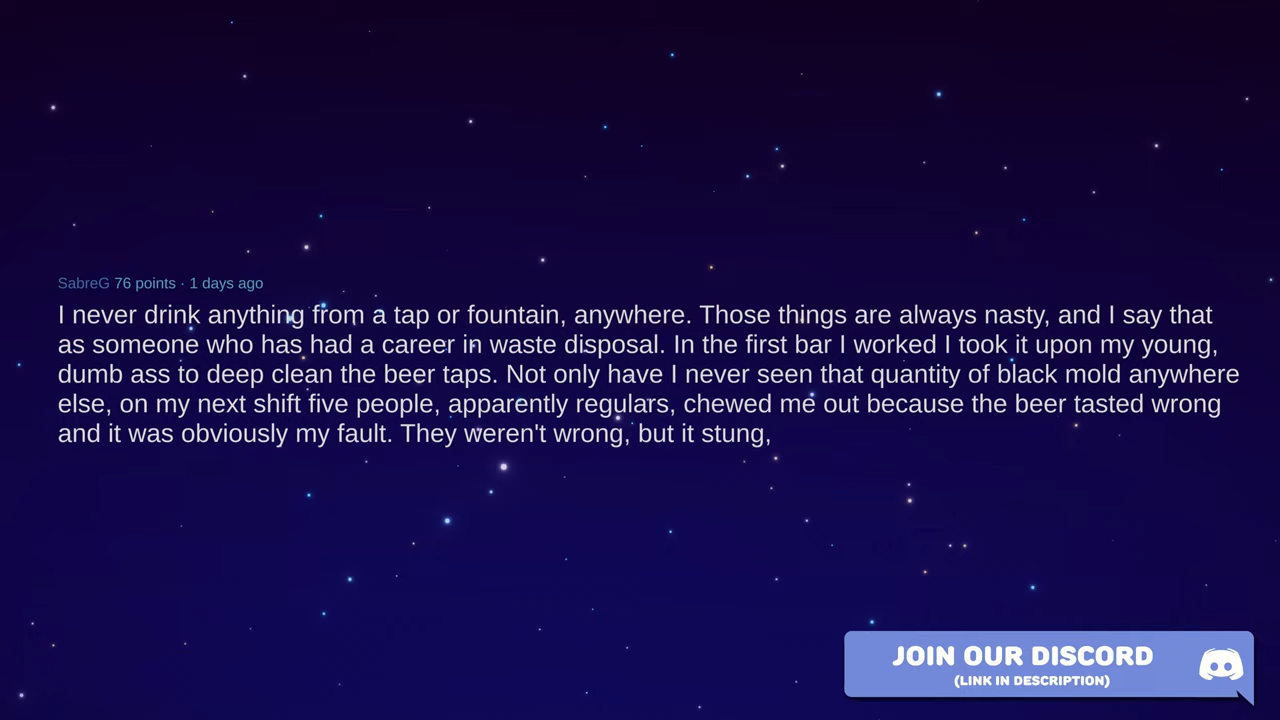 SabreG 76 points · 1 days ago
I never drink anything from a tap or fountain, anywhere. Those things are always nasty, and I say that
as someone who has had a career in waste disposal. In the first bar I worked I took it upon my young,
dumb ass to deep clean the beer taps. Not only have I never seen that quantity of black mold anywhere
else, on my next shift five people, apparently regulars, chewed me out because the beer tasted wrong
and it was obviously my fault. They weren't wrong, but it stung,
JOIN OUR DISCORD
(LINK IN DESCRIPTION)